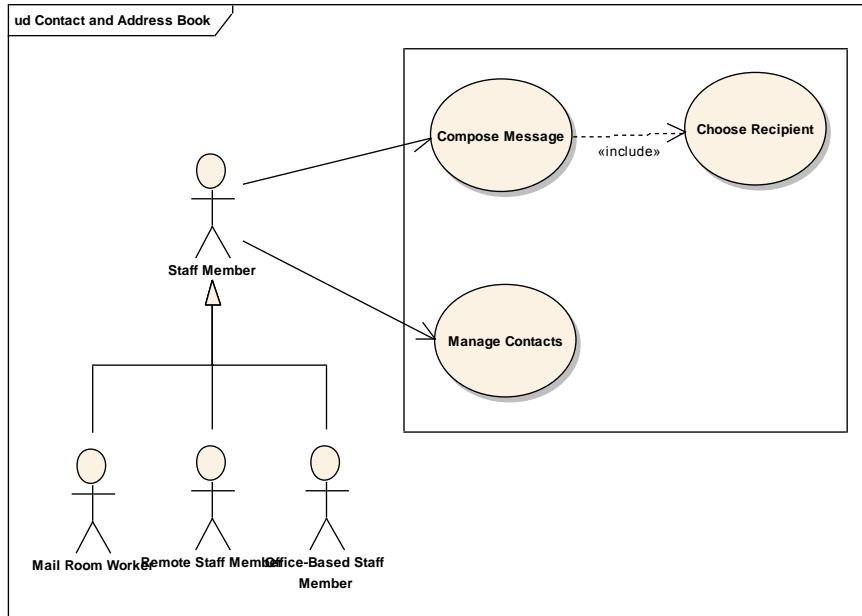 ud Contact and Address Book
Compose Message
Choose Recipient
«include»
Staff Member
Manage Contacts
Mail Room Worker
Remote Staff Member
Office-Based Staff
Member